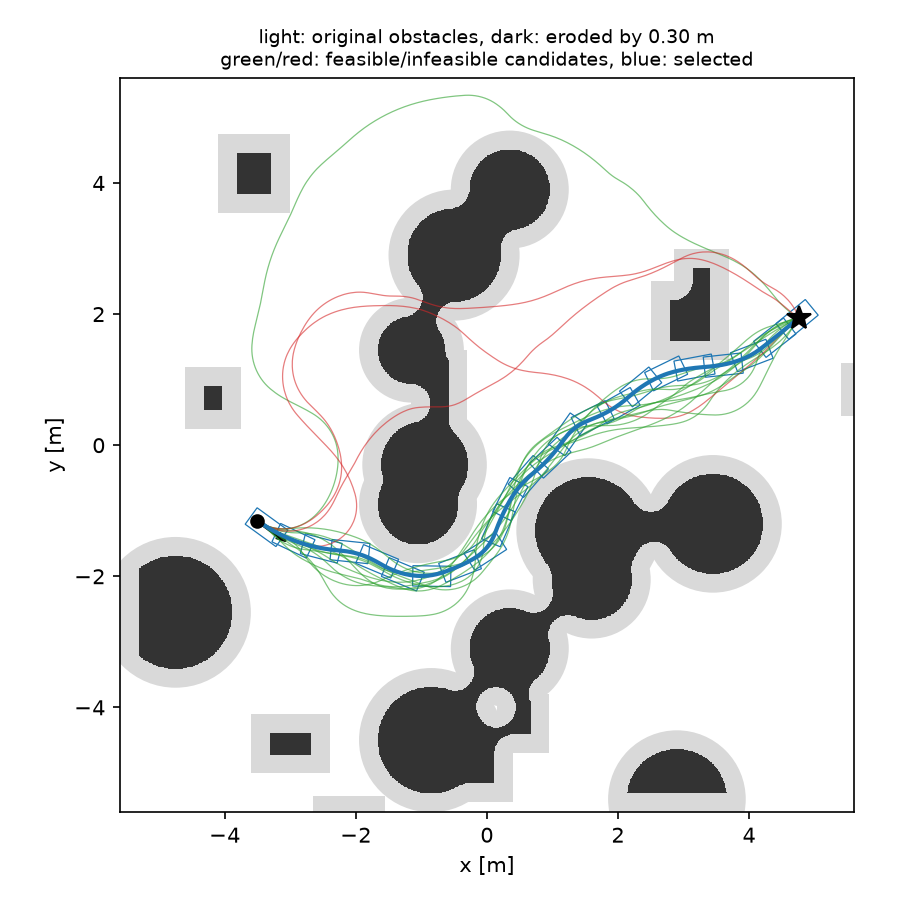 light: original obstacles, dark: eroded by 0.30 m
green/red: feasible/infeasible candidates, blue: selected
4
2
0
−2
−4
y [m]
−4 −2 0 2 4
x [m]